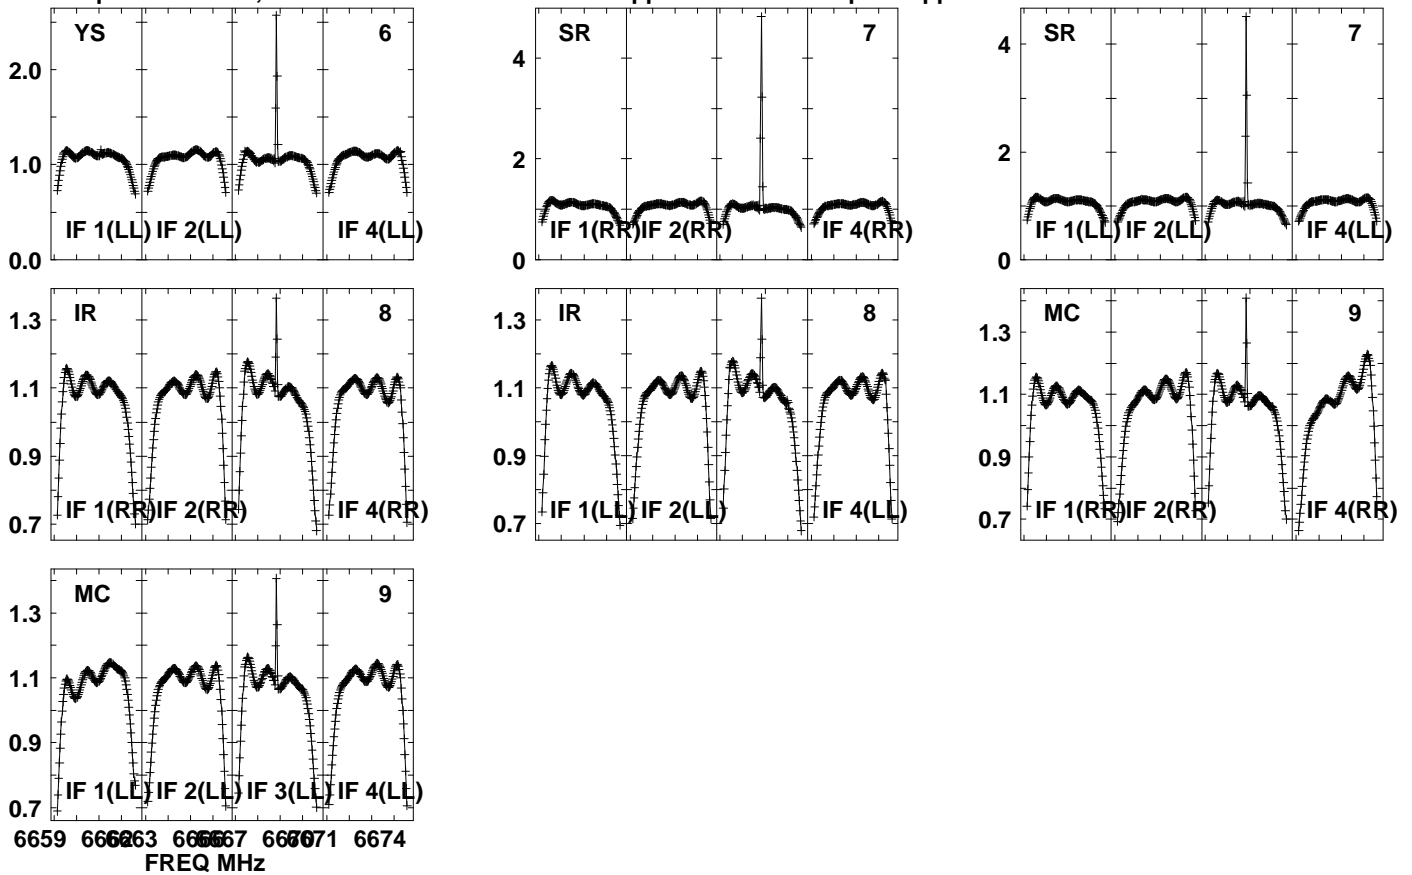 YS 6
SR 7
SR 7
2.0
1.0
0.0
4
2
0
4
2
0
IF 1(LL) IF 2(LL) IF 4(LL)
IF 1(RR) IF 2(RR) IF 4(RR)
IF 1(LL) IF 2(LL) IF 4(LL)
IR 8
IR 8
MC 9
1.3
1.1
0.9
0.7
1.3
1.1
0.9
0.7
1.3
1.1
0.9
0.7
IF 1(RR) IF 2(RR) IF 4(RR)
IF 1(LL) IF 2(LL) IF 4(LL)
IF 1(RR) IF 2(RR) IF 4(RR)
MC 9
1.3
1.1
0.9
0.7
IF 1(LL) IF 2(LL) IF 3(LL) IF 4(LL)
6659 6662 6663 6666 6667 6670 6671 6674
FREQ MHz